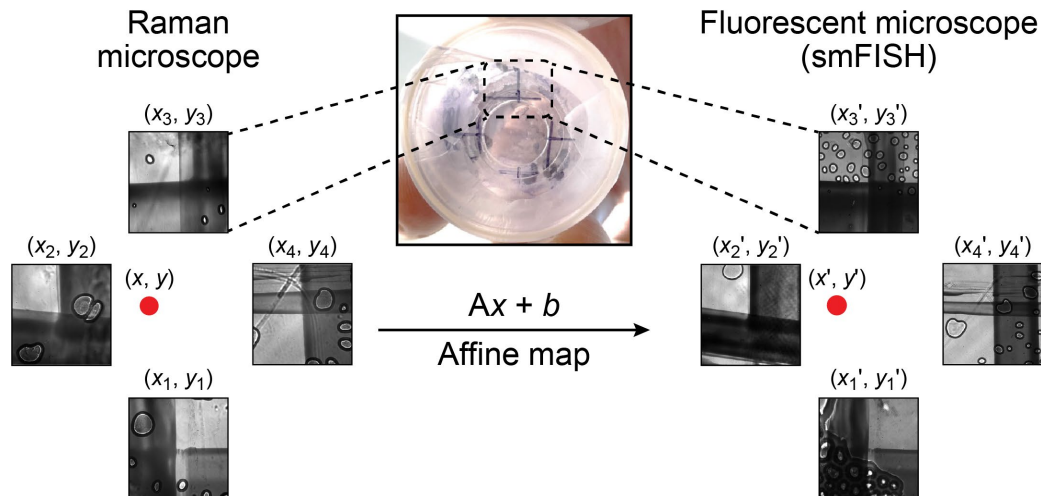 Raman
microscope
Fluorescent microscope
(smFISH)
(x₃, y₃)
(x₃', y₃')
(x₂, y₂)
(x, y)
(x₄, y₄)
(x₂', y₂')
(x', y')
(x₄', y₄')
Ax + b
Affine map
(x₁, y₁)
(x₁', y₁')